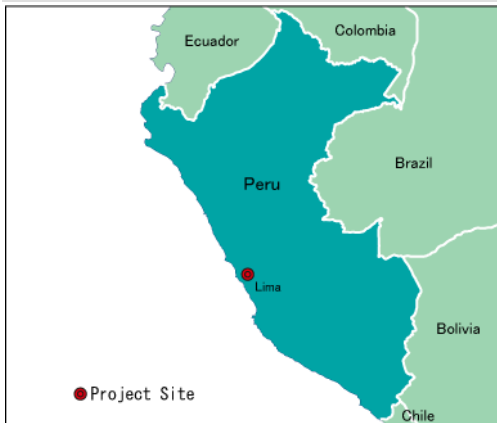 Colombia
Ecuador
Brazil
Peru
Lima
Bolivia
Project Site
Chile